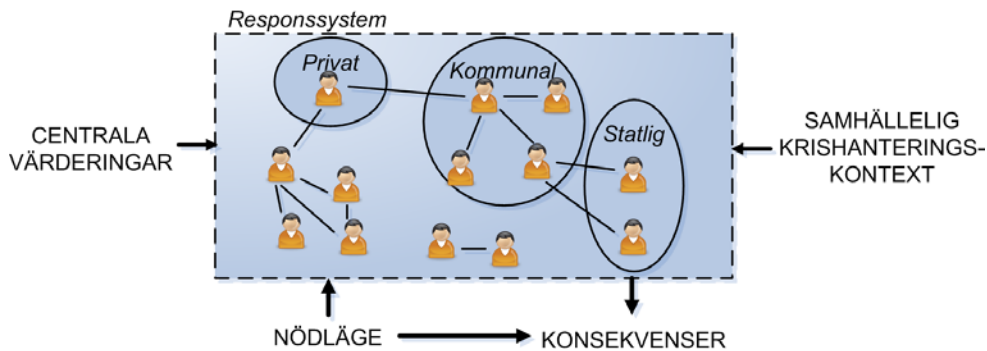 Responssystem
Privat
Kommunal
Statlig
CENTRALA
VÄRDERINGAR
SAMHÄLLELIG
KRISHANTERINGS-
KONTEXT
NÖDLÄGE
KONSEKVENSER